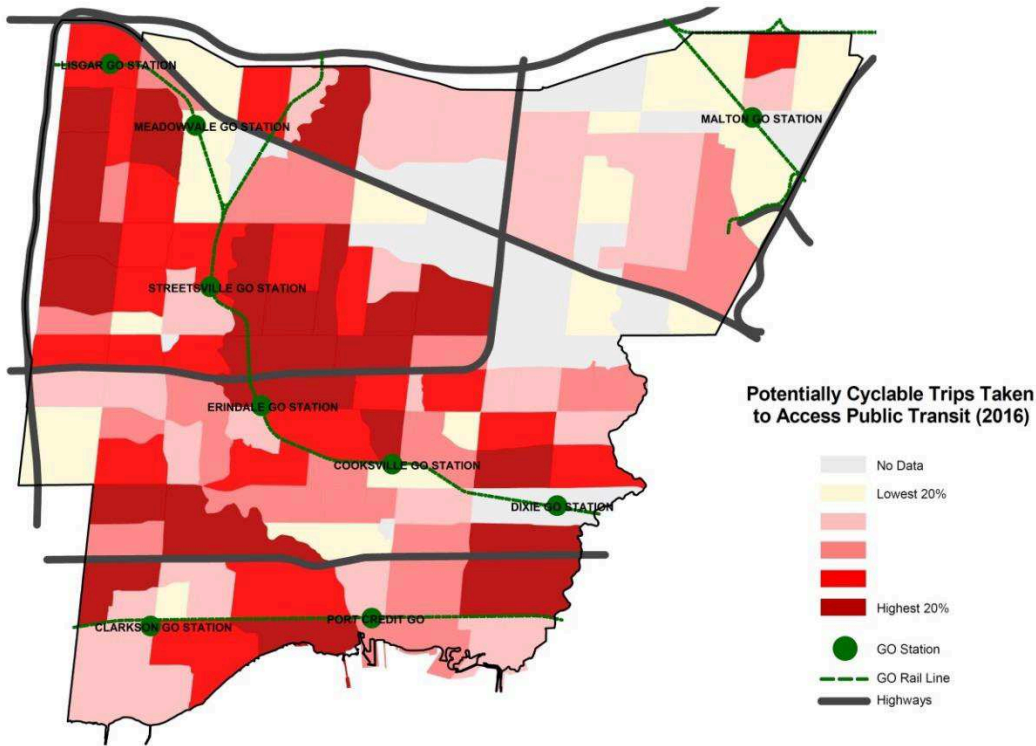 LISGAR GO STATION
MEADOWVALE GO STATION
MALTON GO STATION
STREETSVILLE GO STATION
ERINDALE GO STATION
COOKSVILLE GO STATION
DIXIE GO STATION
CLARKSON GO STATION
PORT CREDIT GO
Potentially Cyclable Trips Taken
to Access Public Transit (2016)
No Data
Lowest 20%
Highest 20%
GO Station
GO Rail Line
Highways